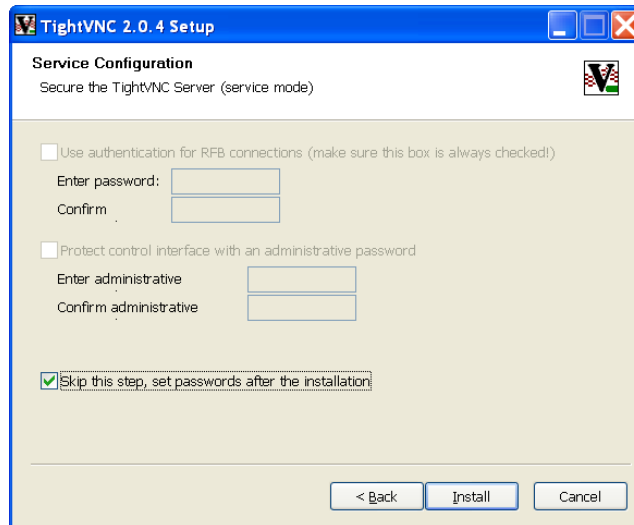 TightVNC 2.0.4 Setup
Service Configuration
Secure the TightVNC Server (service mode)
Use authentication for RFB connections (make sure this box is always checked!)
Enter password:
Confirm
Protect control interface with an administrative password
Enter administrative
Confirm administrative
Skip this step, set passwords after the installation
< Back Install Cancel